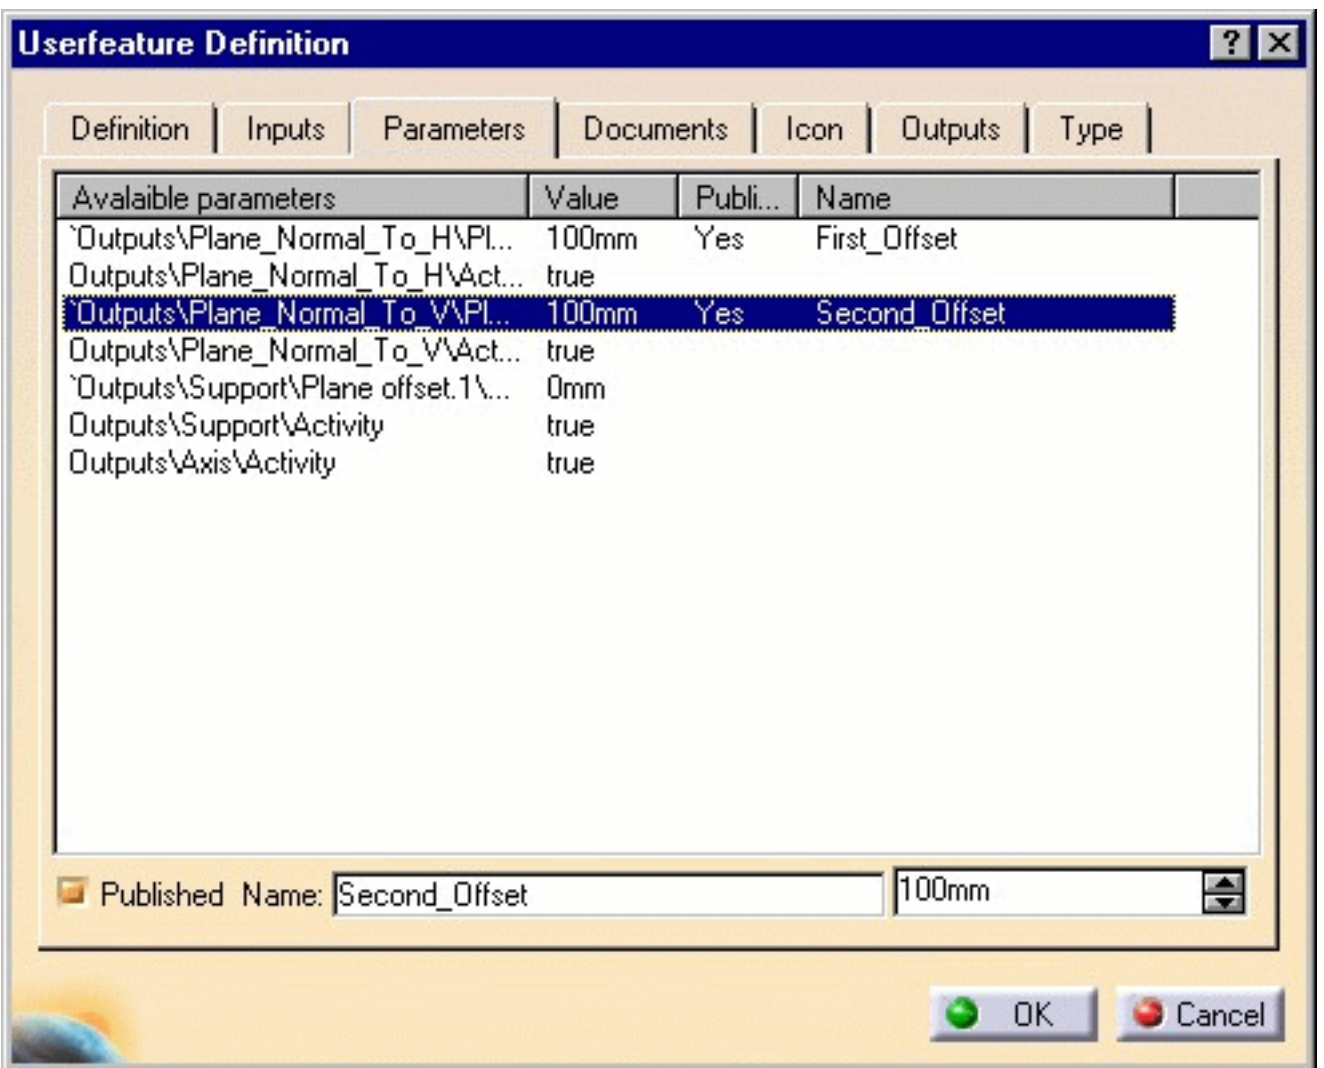 Userfeature Definition ? X
Definition Inputs Parameters Documents Icon Outputs Type
Avalaible parameters Value Publi... Name
`Outputs\Plane_Normal_To_H\Pl... 100mm Yes First_Offset
Outputs\Plane_Normal_To_H\Act... true
`Outputs\Plane_Normal_To_V\Pl... 100mm Yes Second_Offset
Outputs\Plane_Normal_To_V\Act... true
`Outputs\Support\Plane offset.1\... 0mm
Outputs\Support\Activity true
Outputs\Axis\Activity true
Published Name: Second_Offset 100mm
OK Cancel